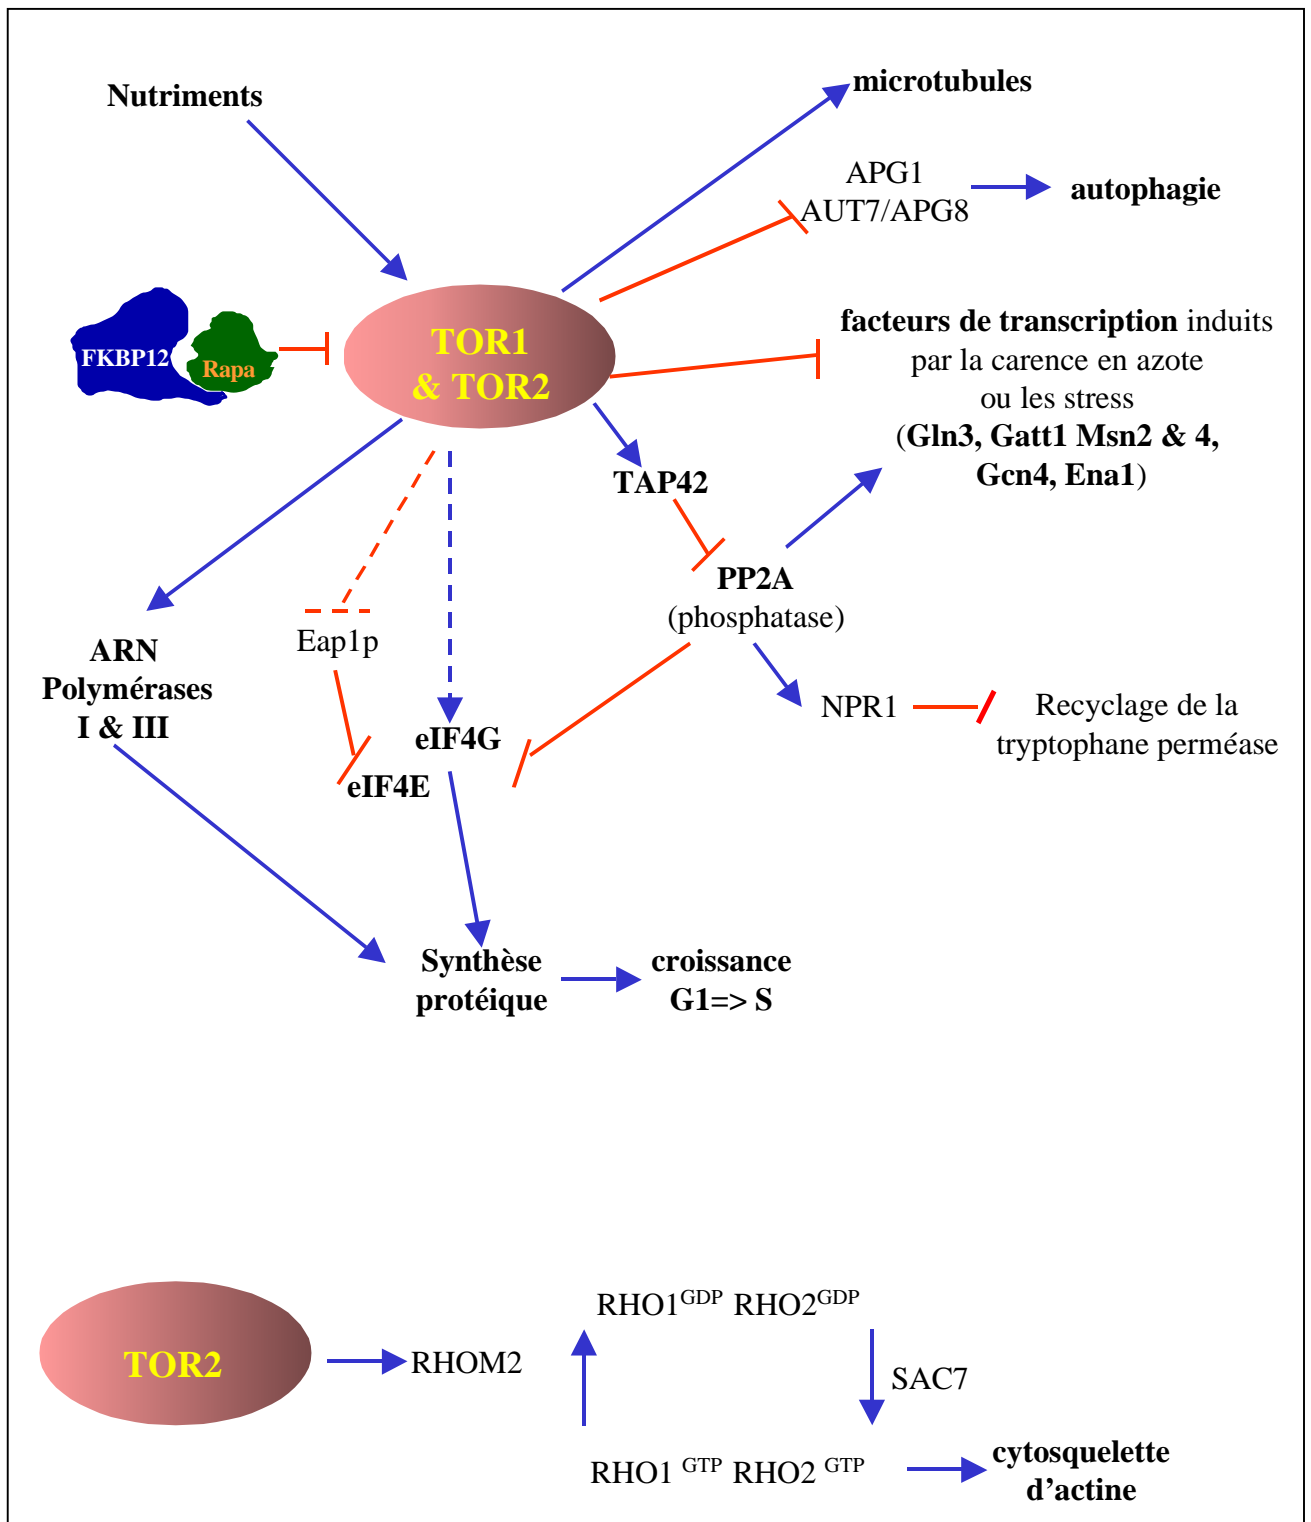 Nutriments
microtubules
APG1
AUT7/APG8
autophagie
FKBP12
Rapa
TOR1
& TOR2
facteurs de transcription induits
par la carence en azote
ou les stress
(Gln3, Gatt1 Msn2 & 4,
Gcn4, Ena1)
TAP42
PP2A
(phosphatase)
ARN
Polymérases
I & III
Eap1p
eIF4G
eIF4E
NPR1
Recyclage de la
tryptophane perméase
Synthèse
protéique
croissance
G1=> S
TOR2
RHOM2
RHO1GDP RHO2GDP
SAC7
RHO1 GTP RHO2 GTP
cytosquelette
d’actine